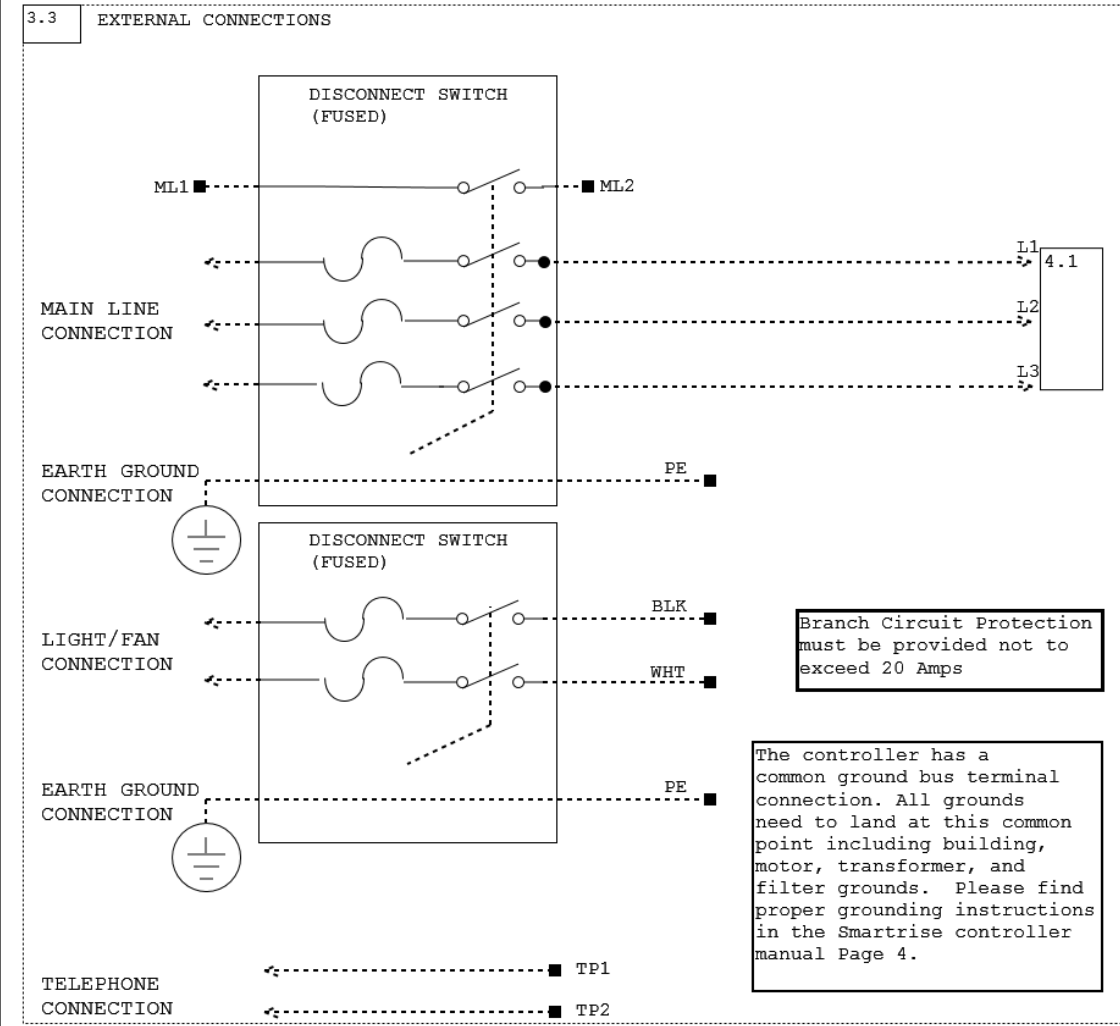 3.3
EXTERNAL CONNECTIONS
DISCONNECT SWITCH
(FUSED)
ML1
ML2
L1
4.1
MAIN LINE
CONNECTION
L2
L3
EARTH GROUND
CONNECTION
PE
DISCONNECT SWITCH
(FUSED)
LIGHT/FAN
CONNECTION
BLK
WHT
Branch Circuit Protection
must be provided not to
exceed 20 Amps
EARTH GROUND
CONNECTION
PE
The controller has a
common ground bus terminal
connection. All grounds
need to land at this common
point including building,
motor, transformer, and
filter grounds.  Please find
proper grounding instructions
in the Smartrise controller
manual Page 4.
TELEPHONE
CONNECTION
TP1
TP2